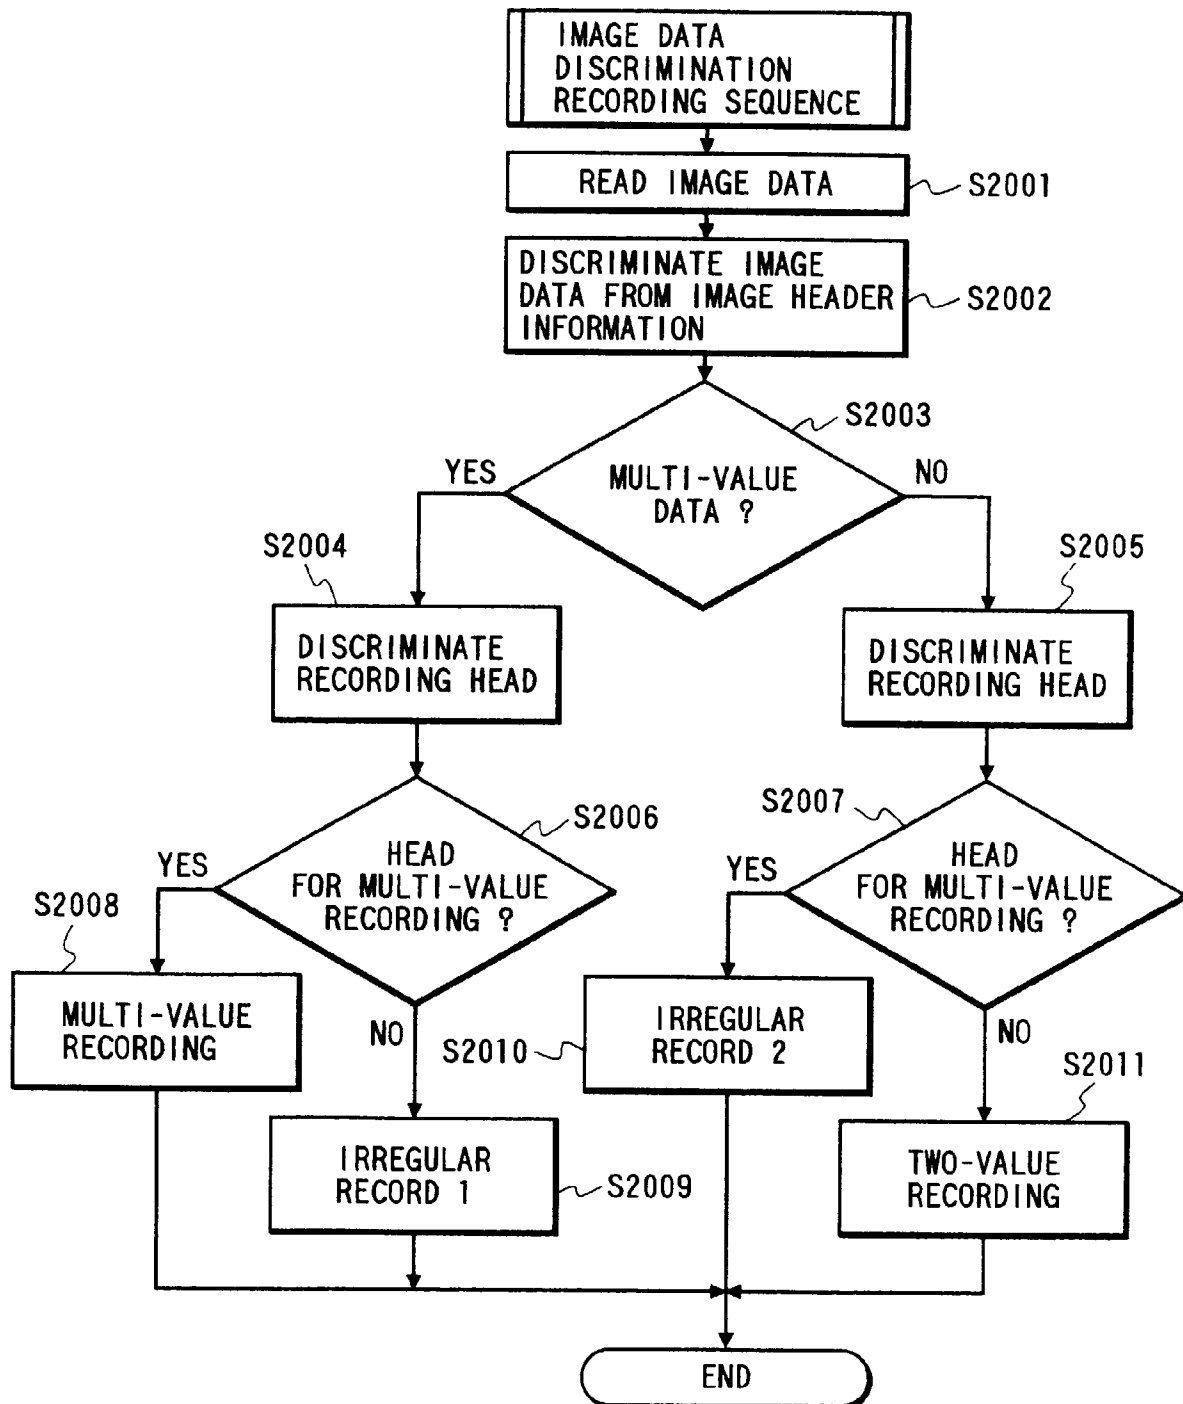 IMAGE DATA
DISCRIMINATION
RECORDING SEQUENCE
READ IMAGE DATA
S2001
DISCRIMINATE IMAGE
DATA FROM IMAGE HEADER
INFORMATION
S2002
S2003
YES
NO
MULTI-VALUE
DATA ?
S2004
S2005
DISCRIMINATE
RECORDING HEAD
DISCRIMINATE
RECORDING HEAD
S2006
S2007
YES
HEAD
FOR MULTI-VALUE
RECORDING ?
YES
HEAD
FOR MULTI-VALUE
RECORDING ?
S2008
MULTI-VALUE
RECORDING
NO
S2010
IRREGULAR
RECORD 2
NO
S2011
IRREGULAR
RECORD 1
S2009
TWO-VALUE
RECORDING
END